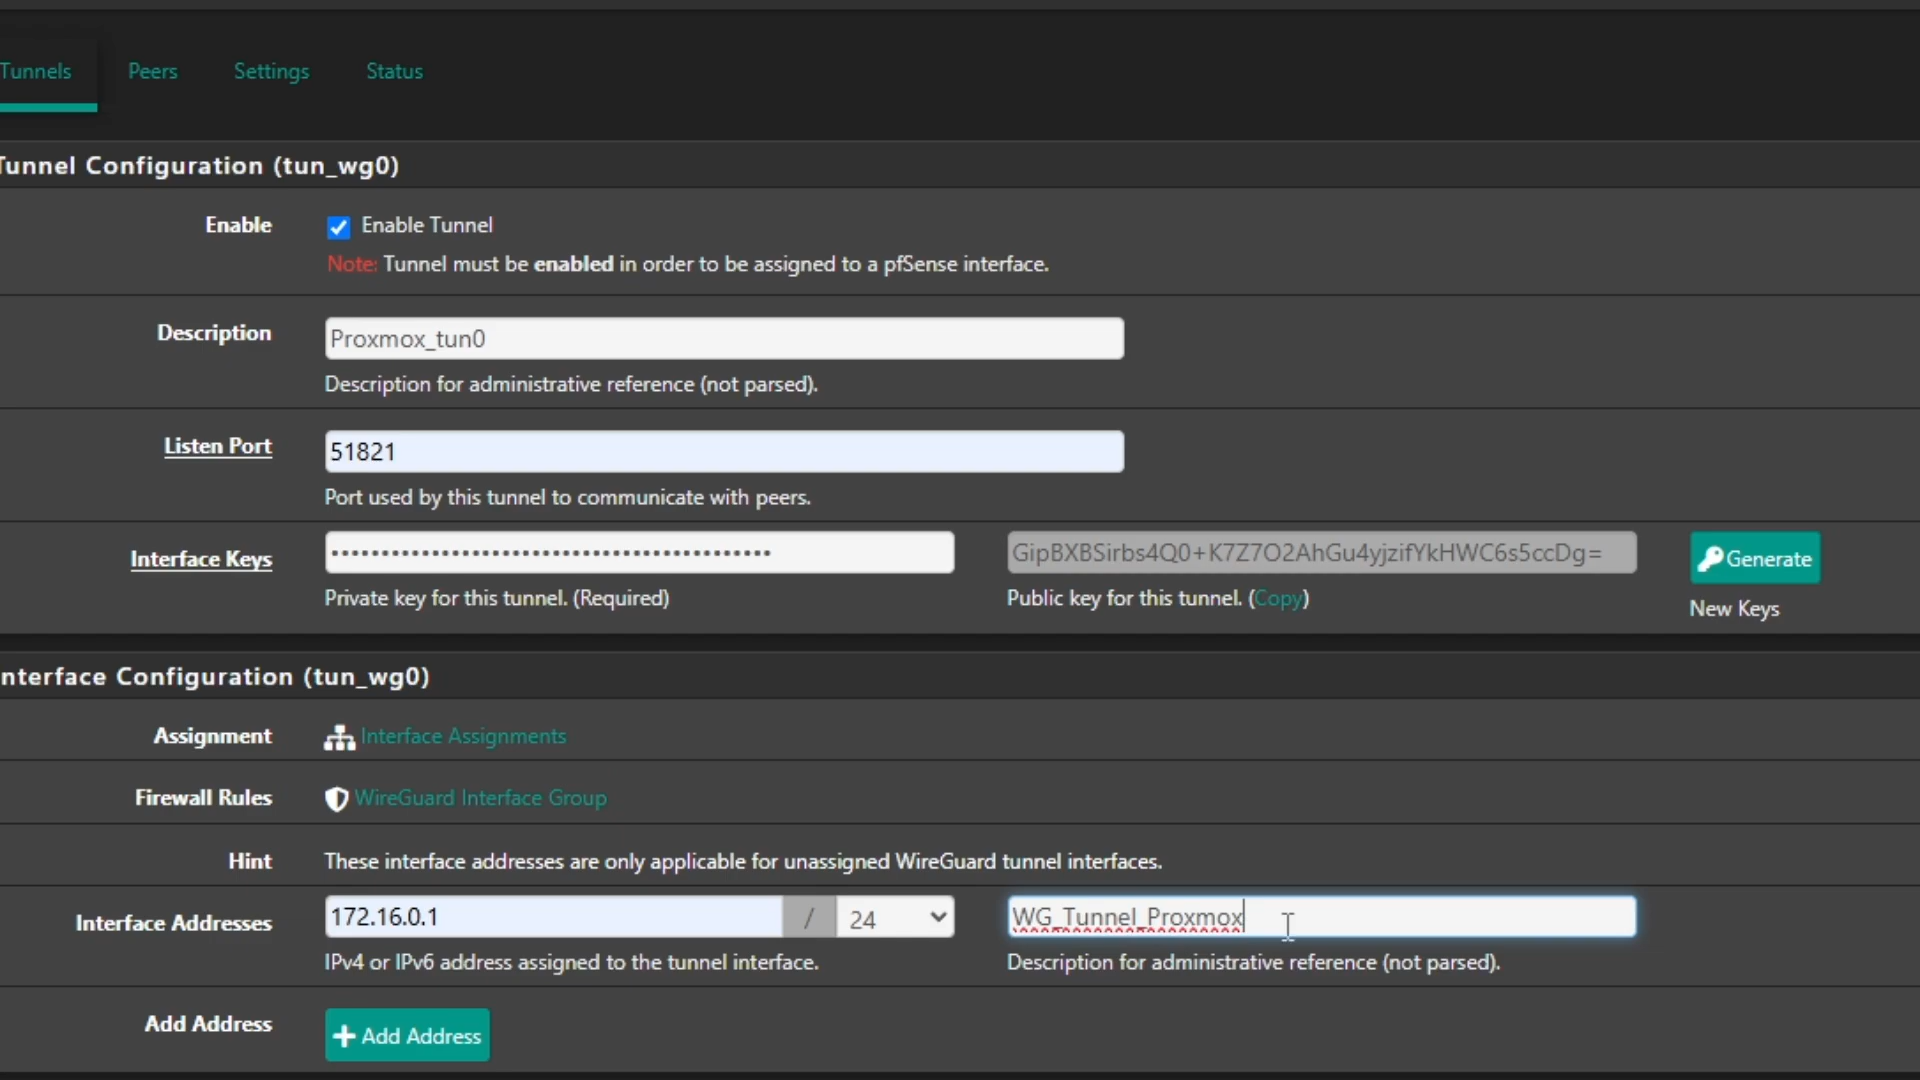 Tunnels Peers Settings Status
Tunnel Configuration (tun_wg0)
Enable Enable Tunnel
Note: Tunnel must be enabled in order to be assigned to a pfSense interface.
Description Proxmox_tun0
Description for administrative reference (not parsed).
Listen Port 51821
Port used by this tunnel to communicate with peers.
Interface Keys •••••••••••••••••••••••••••••••••••••••••••• GipBXBSirbs4Q0+K7Z7O2AhGu4yjzifYkHWC6s5ccDg= Generate
Private key for this tunnel. (Required) Public key for this tunnel. (Copy) New Keys
nterface Configuration (tun_wg0)
Assignment Interface Assignments
Firewall Rules WireGuard Interface Group
Hint These interface addresses are only applicable for unassigned WireGuard tunnel interfaces.
Interface Addresses 172.16.0.1 / 24 WG_Tunnel_Proxmox
IPv4 or IPv6 address assigned to the tunnel interface. Description for administrative reference (not parsed).
Add Address Add Address